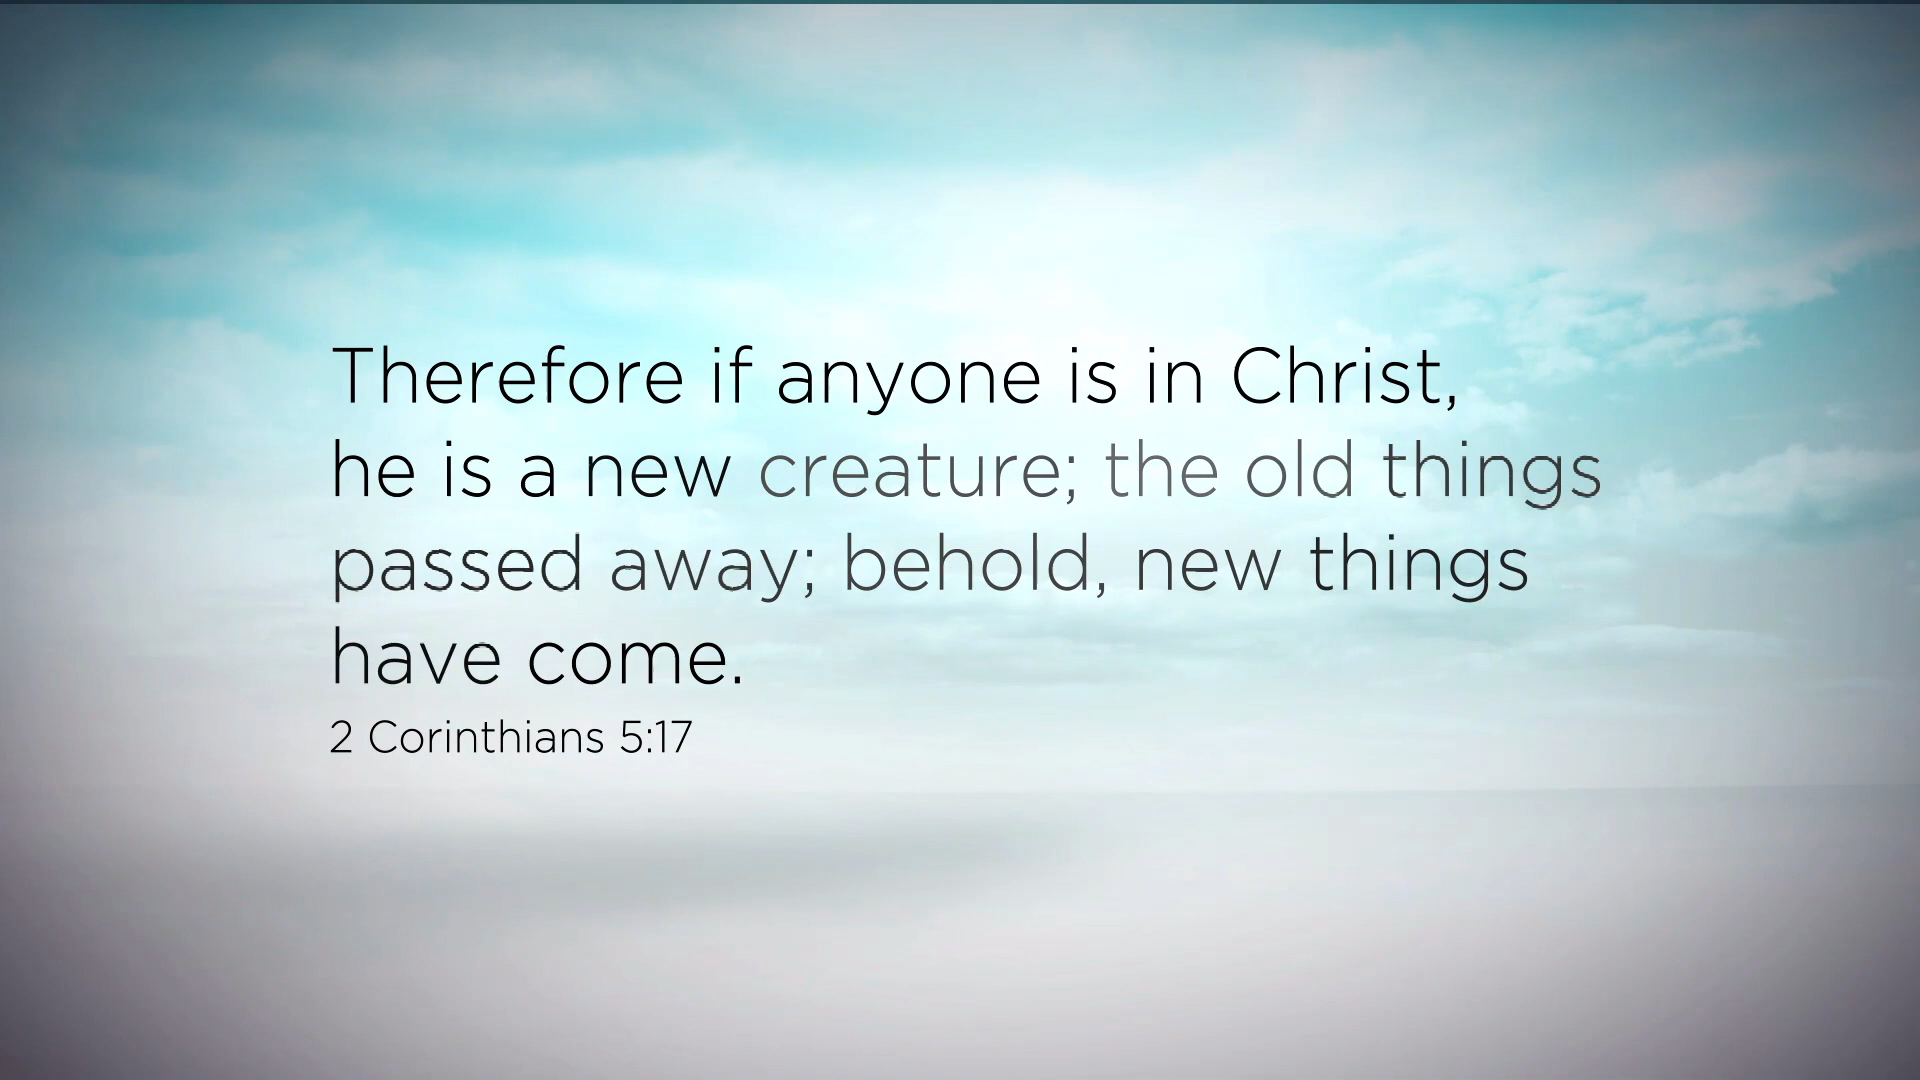 Therefore if anyone is in Christ,
he is a new creature; the old things
passed away; behold, new things
have come.
2 Corinthians 5:17